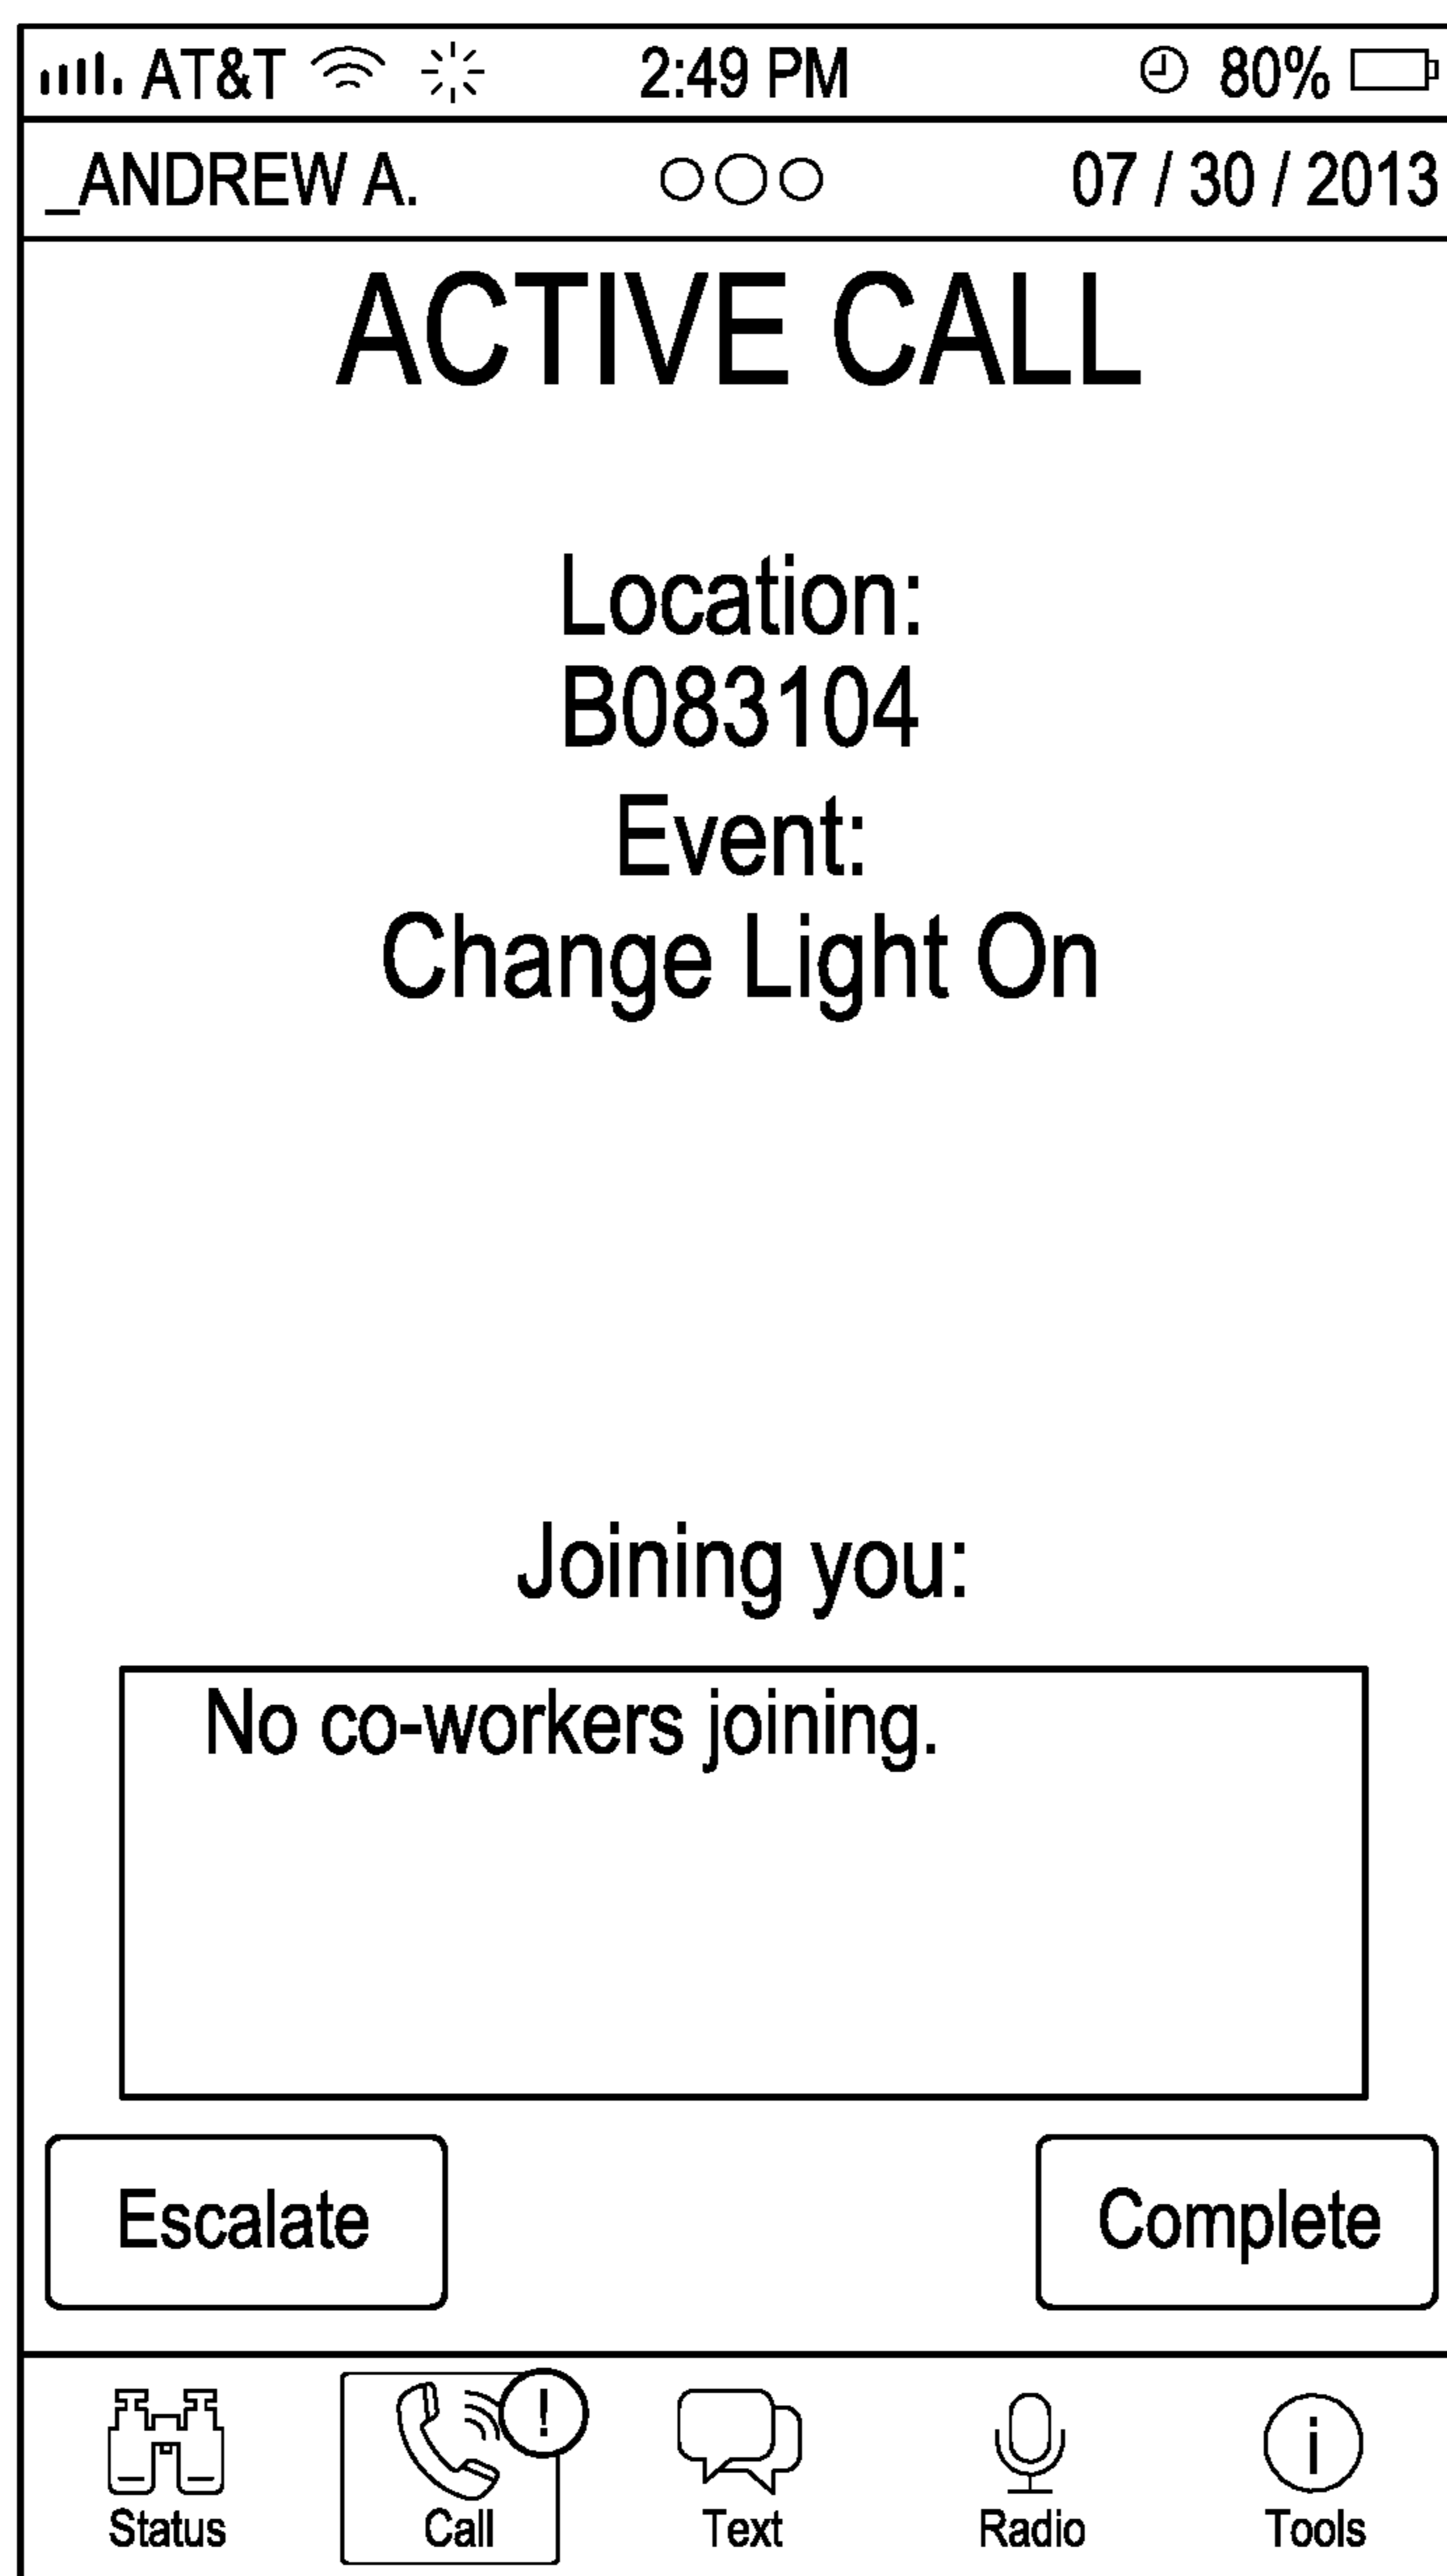 AT&T 2:49 PM 80%
_ANDREW A. 07 / 30 / 2013
ACTIVE CALL
Location:
B083104
Event:
Change Light On
Joining you:
No co-workers joining.
Escalate Complete
!
i
Status Call Text Radio Tools